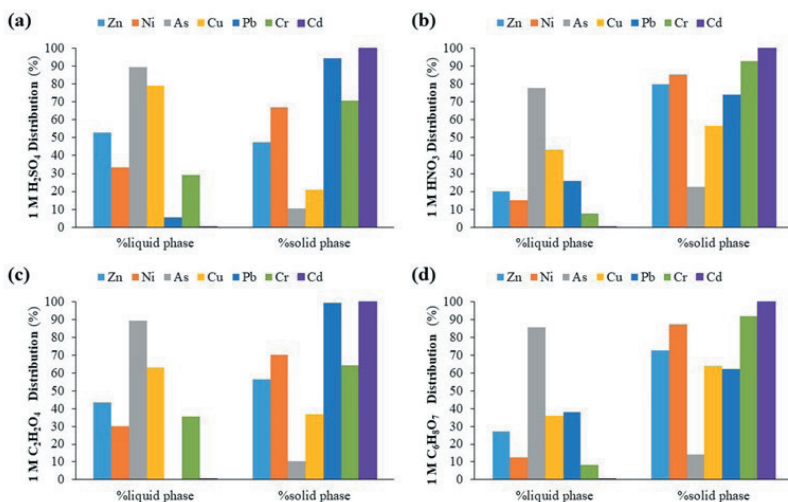 (a)
Zn Ni As Cu Pb Cr Cd
1 M H₂SO₄ Distribution (%)
100
90
80
70
60
50
40
30
20
10
0
%liquid phase %solid phase
(b)
Zn Ni As Cu Pb Cr Cd
1 M HNO₃ Distribution (%)
100
90
80
70
60
50
40
30
20
10
0
%liquid phase %solid phase
(c)
Zn Ni As Cu Pb Cr Cd
1 M C₂H₂O₄ Distribution (%)
100
90
80
70
60
50
40
30
20
10
0
%liquid phase %solid phase
(d)
Zn Ni As Cu Pb Cr Cd
1 M C₆H₈O₇ Distribution (%)
100
90
80
70
60
50
40
30
20
10
0
%liquid phase %solid phase